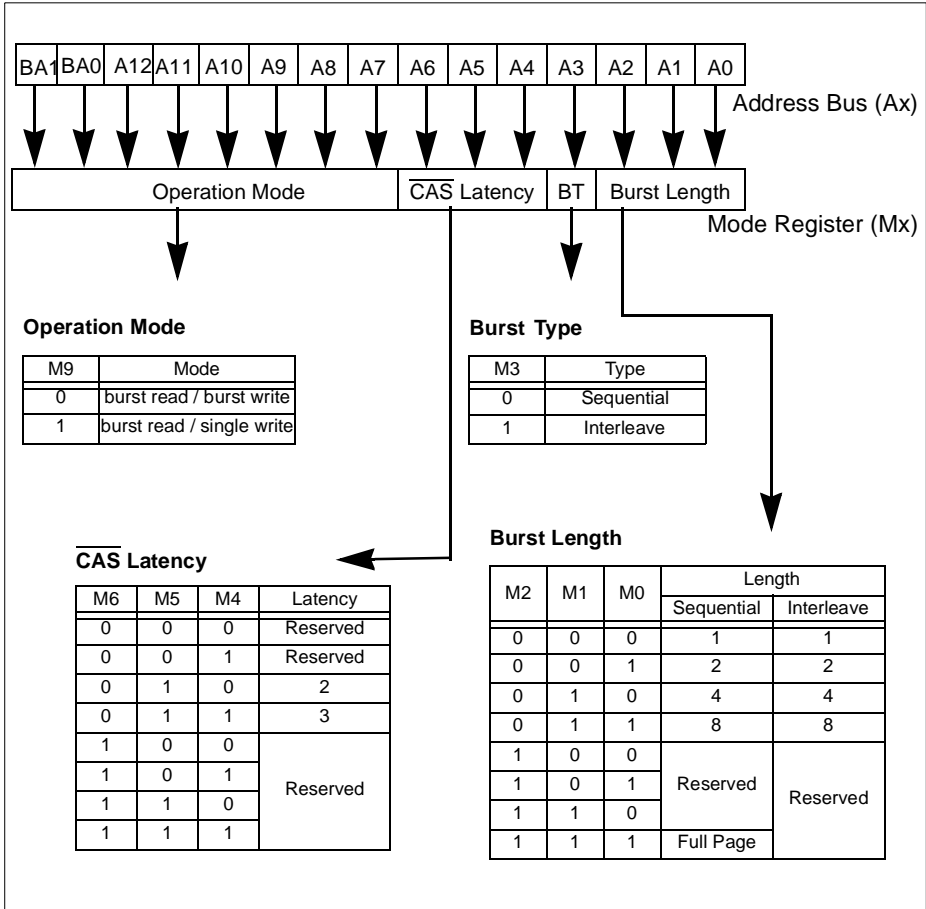 BA1 BA0 A12 A11 A10 A9 A8 A7 A6 A5 A4 A3 A2 A1 A0
Address Bus (Ax)
Operation Mode CAS Latency BT Burst Length
Mode Register (Mx)
Operation Mode
M9 Mode
0 burst read / burst write
1 burst read / single write
Burst Type
M3 Type
0 Sequential
1 Interleave
CAS Latency
M6 M5 M4 Latency
0 0 0 Reserved
0 0 1 Reserved
0 1 0 2
0 1 1 3
1 0 0
1 0 1
Reserved
1 1 0
1 1 1
Burst Length
M2 M1 M0 Length
Sequential Interleave
0 0 0 1 1
0 0 1 2 2
0 1 0 4 4
0 1 1 8 8
1 0 0
1 0 1 Reserved
Reserved
1 1 0
1 1 1 Full Page